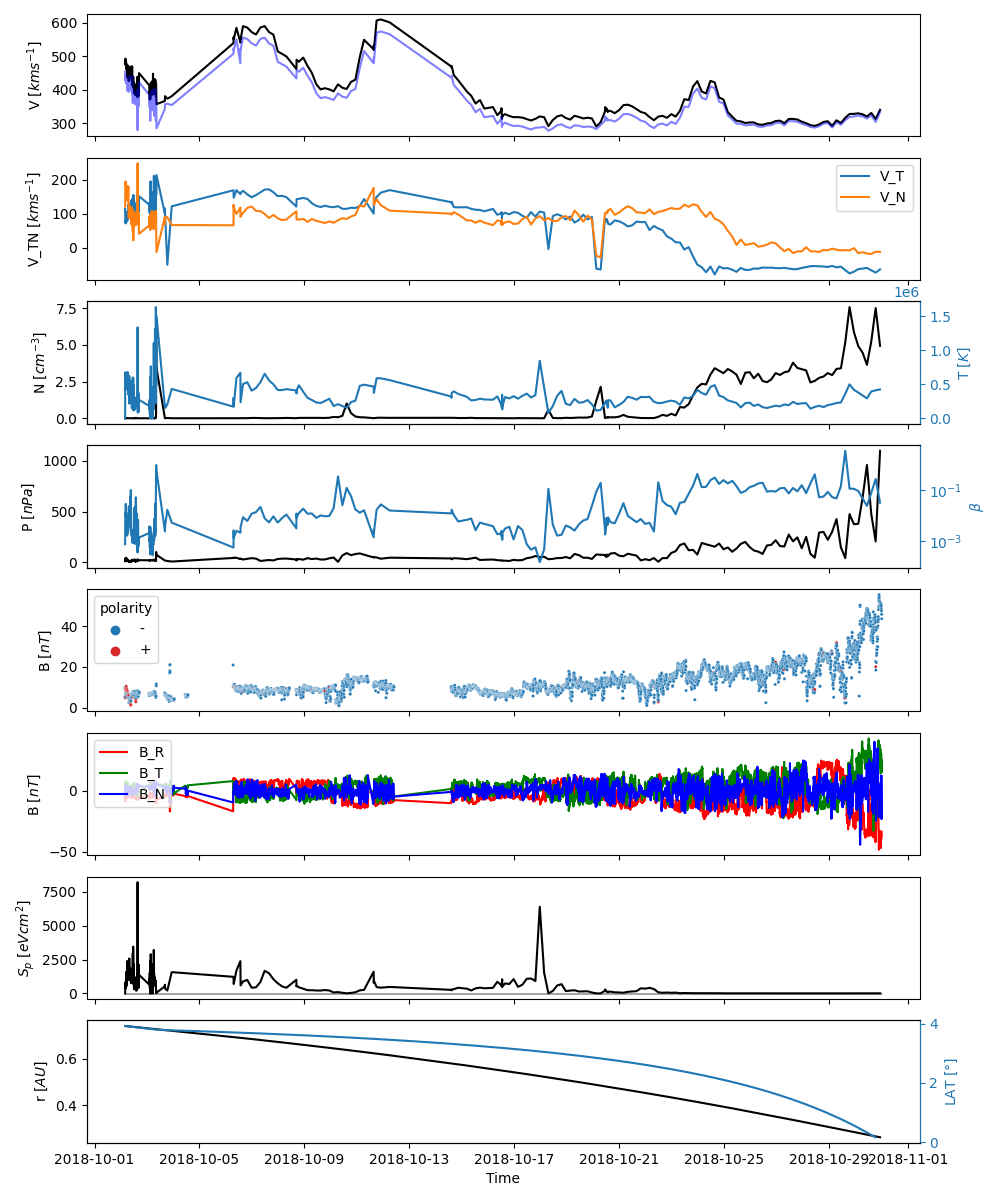 600
500
400
300
V [kms⁻¹]
200
100
0
V_TN [kms⁻¹]
V_T
V_N
7.5
5.0
2.5
0.0
N [cm⁻³]
1e6
1.5
1.0
0.5
0.0
T [K]
1000
500
0
P [nPa]
10⁻¹
10⁻³
β
40
20
0
B [nT]
polarity
-
+
0
−50
B [nT]
B_R
B_T
B_N
7500
5000
2500
0
Sₚ [eVcm²]
0.6
0.4
r [AU]
4
2
0
LAT [°]
2018-10-01 2018-10-05 2018-10-09 2018-10-13 2018-10-17 2018-10-21 2018-10-25 2018-10-29 2018-11-01
Time